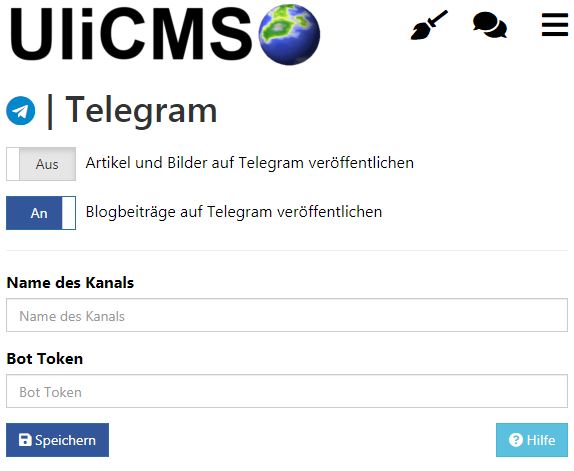 UliCMS
| Telegram
Aus Artikel und Bilder auf Telegram veröffentlichen
An Blogbeiträge auf Telegram veröffentlichen
Name des Kanals
Name des Kanals
Bot Token
Bot Token
Speichern Hilfe